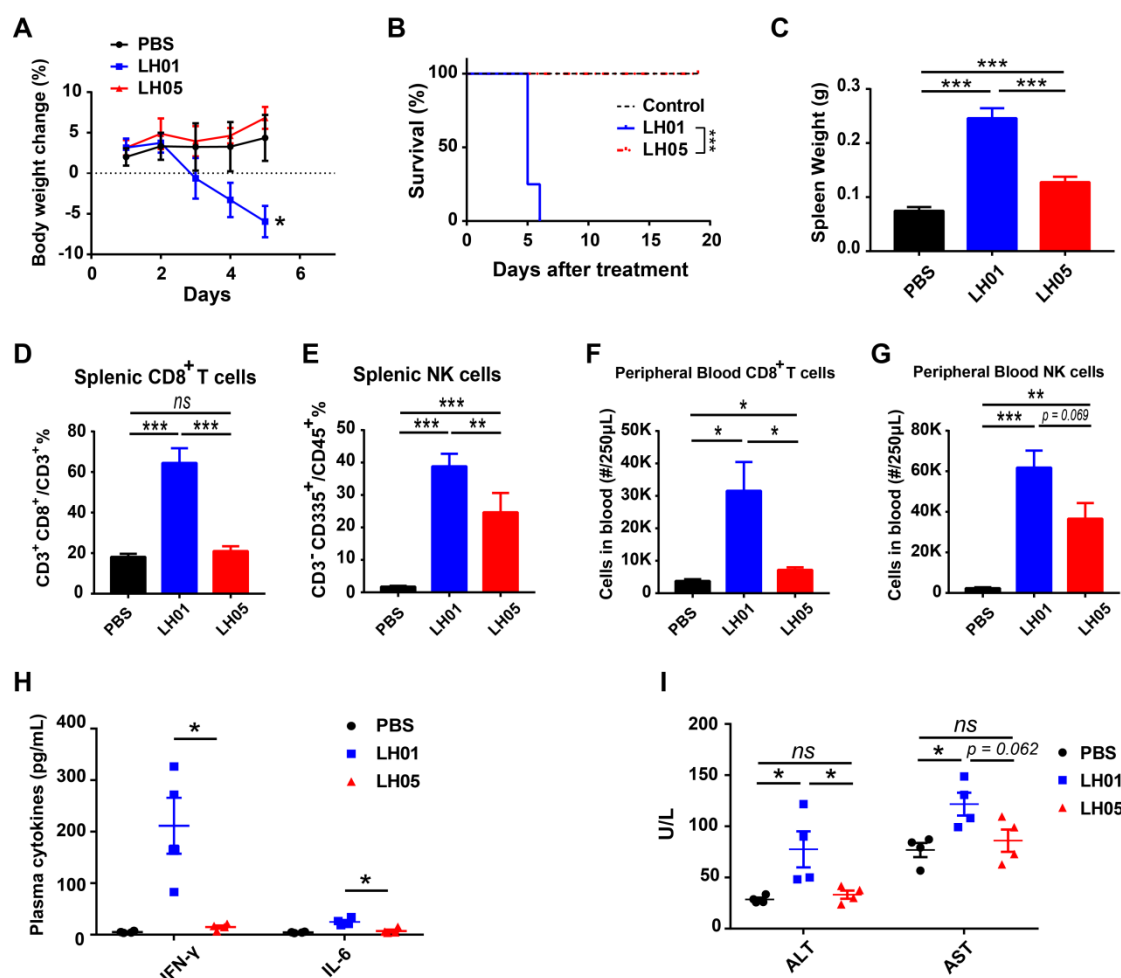 A
PBS
LH01
LH05
Body weight change (%)
10
5
0
-5
-10
0 2 4 6
Days
*
B
Survival (%)
100
50
0
0 5 10 15 20
Days after treatment
Control
LH01
LH05
***
C
Spleen Weight (g)
0.3
0.2
0.1
0.0
***
*** ***
PBS LH01 LH05
D
Splenic CD8+ T cells
CD3+ CD8+/CD3+%
80
60
40
20
0
ns
*** ***
PBS LH01 LH05
E
Splenic NK cells
CD3- CD335+/CD45+%
50
40
30
20
10
0
***
*** **
PBS LH01 LH05
F
Peripheral Blood CD8+ T cells
Cells in blood (#/250µL)
50K
40K
30K
20K
10K
0
*
* *
PBS LH01 LH05
G
Peripheral Blood NK cells
Cells in blood (#/250µL)
100K
80K
60K
40K
20K
0
**
*** p = 0.069
PBS LH01 LH05
H
Plasma cytokines (pg/mL)
400
300
200
100
0
*
*
IFN-γ IL-6
PBS
LH01
LH05
I
U/L
200
150
100
50
0
ns
* *
ns
* p = 0.062
ALT AST
PBS
LH01
LH05